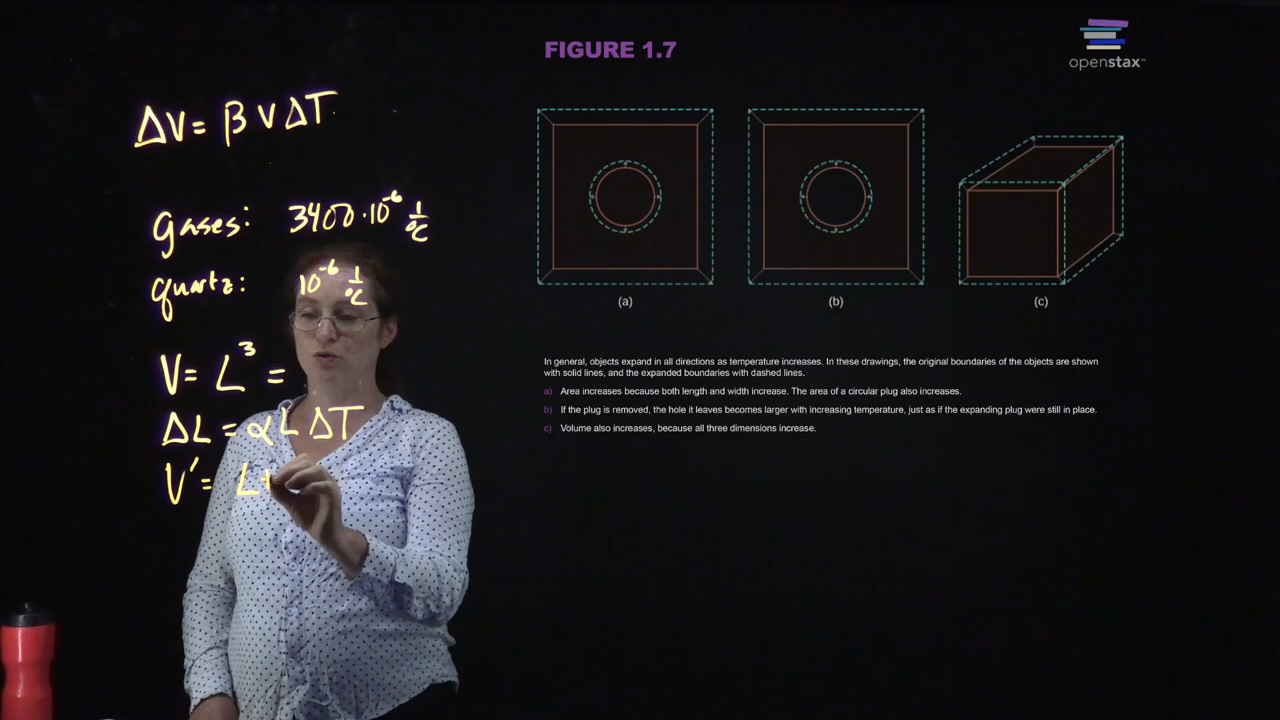 FIGURE 1.7
openstax™
ΔV = β V ΔT
gases: 3400 · 10⁻⁶ 1/°C
quartz: 10⁻⁶ 1/°C
V = L³ =
ΔL = α L ΔT
V′ = L +
(a)
(b)
(c)
In general, objects expand in all directions as temperature increases. In these drawings, the original boundaries of the objects are shown
with solid lines, and the expanded boundaries with dashed lines.
a) Area increases because both length and width increase. The area of a circular plug also increases.
b) If the plug is removed, the hole it leaves becomes larger with increasing temperature, just as if the expanding plug were still in place.
c) Volume also increases, because all three dimensions increase.